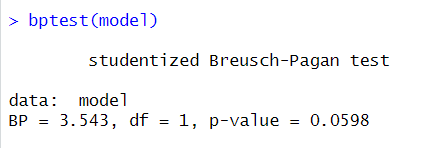 > bptest(model)
studentized Breusch-Pagan test
data:  model
BP = 3.543, df = 1, p-value = 0.0598